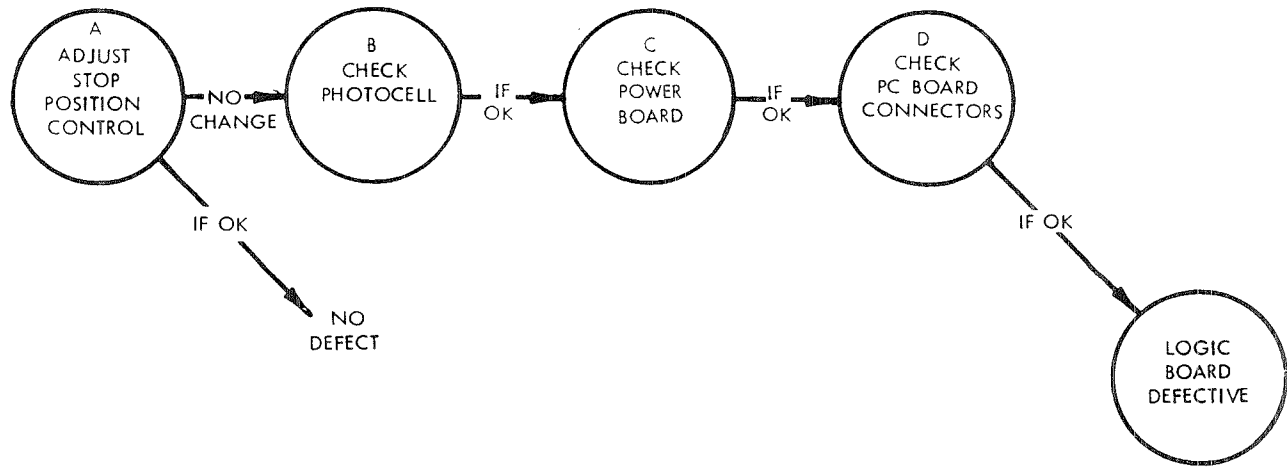 A
ADJUST
STOP
POSITION
CONTROL
NO
CHANGE
B
CHECK
PHOTOCELL
IF
OK
C
CHECK
POWER
BOARD
IF
OK
D
CHECK
PC BOARD
CONNECTORS
IF OK
NO
DEFECT
IF OK
LOGIC
BOARD
DEFECTIVE